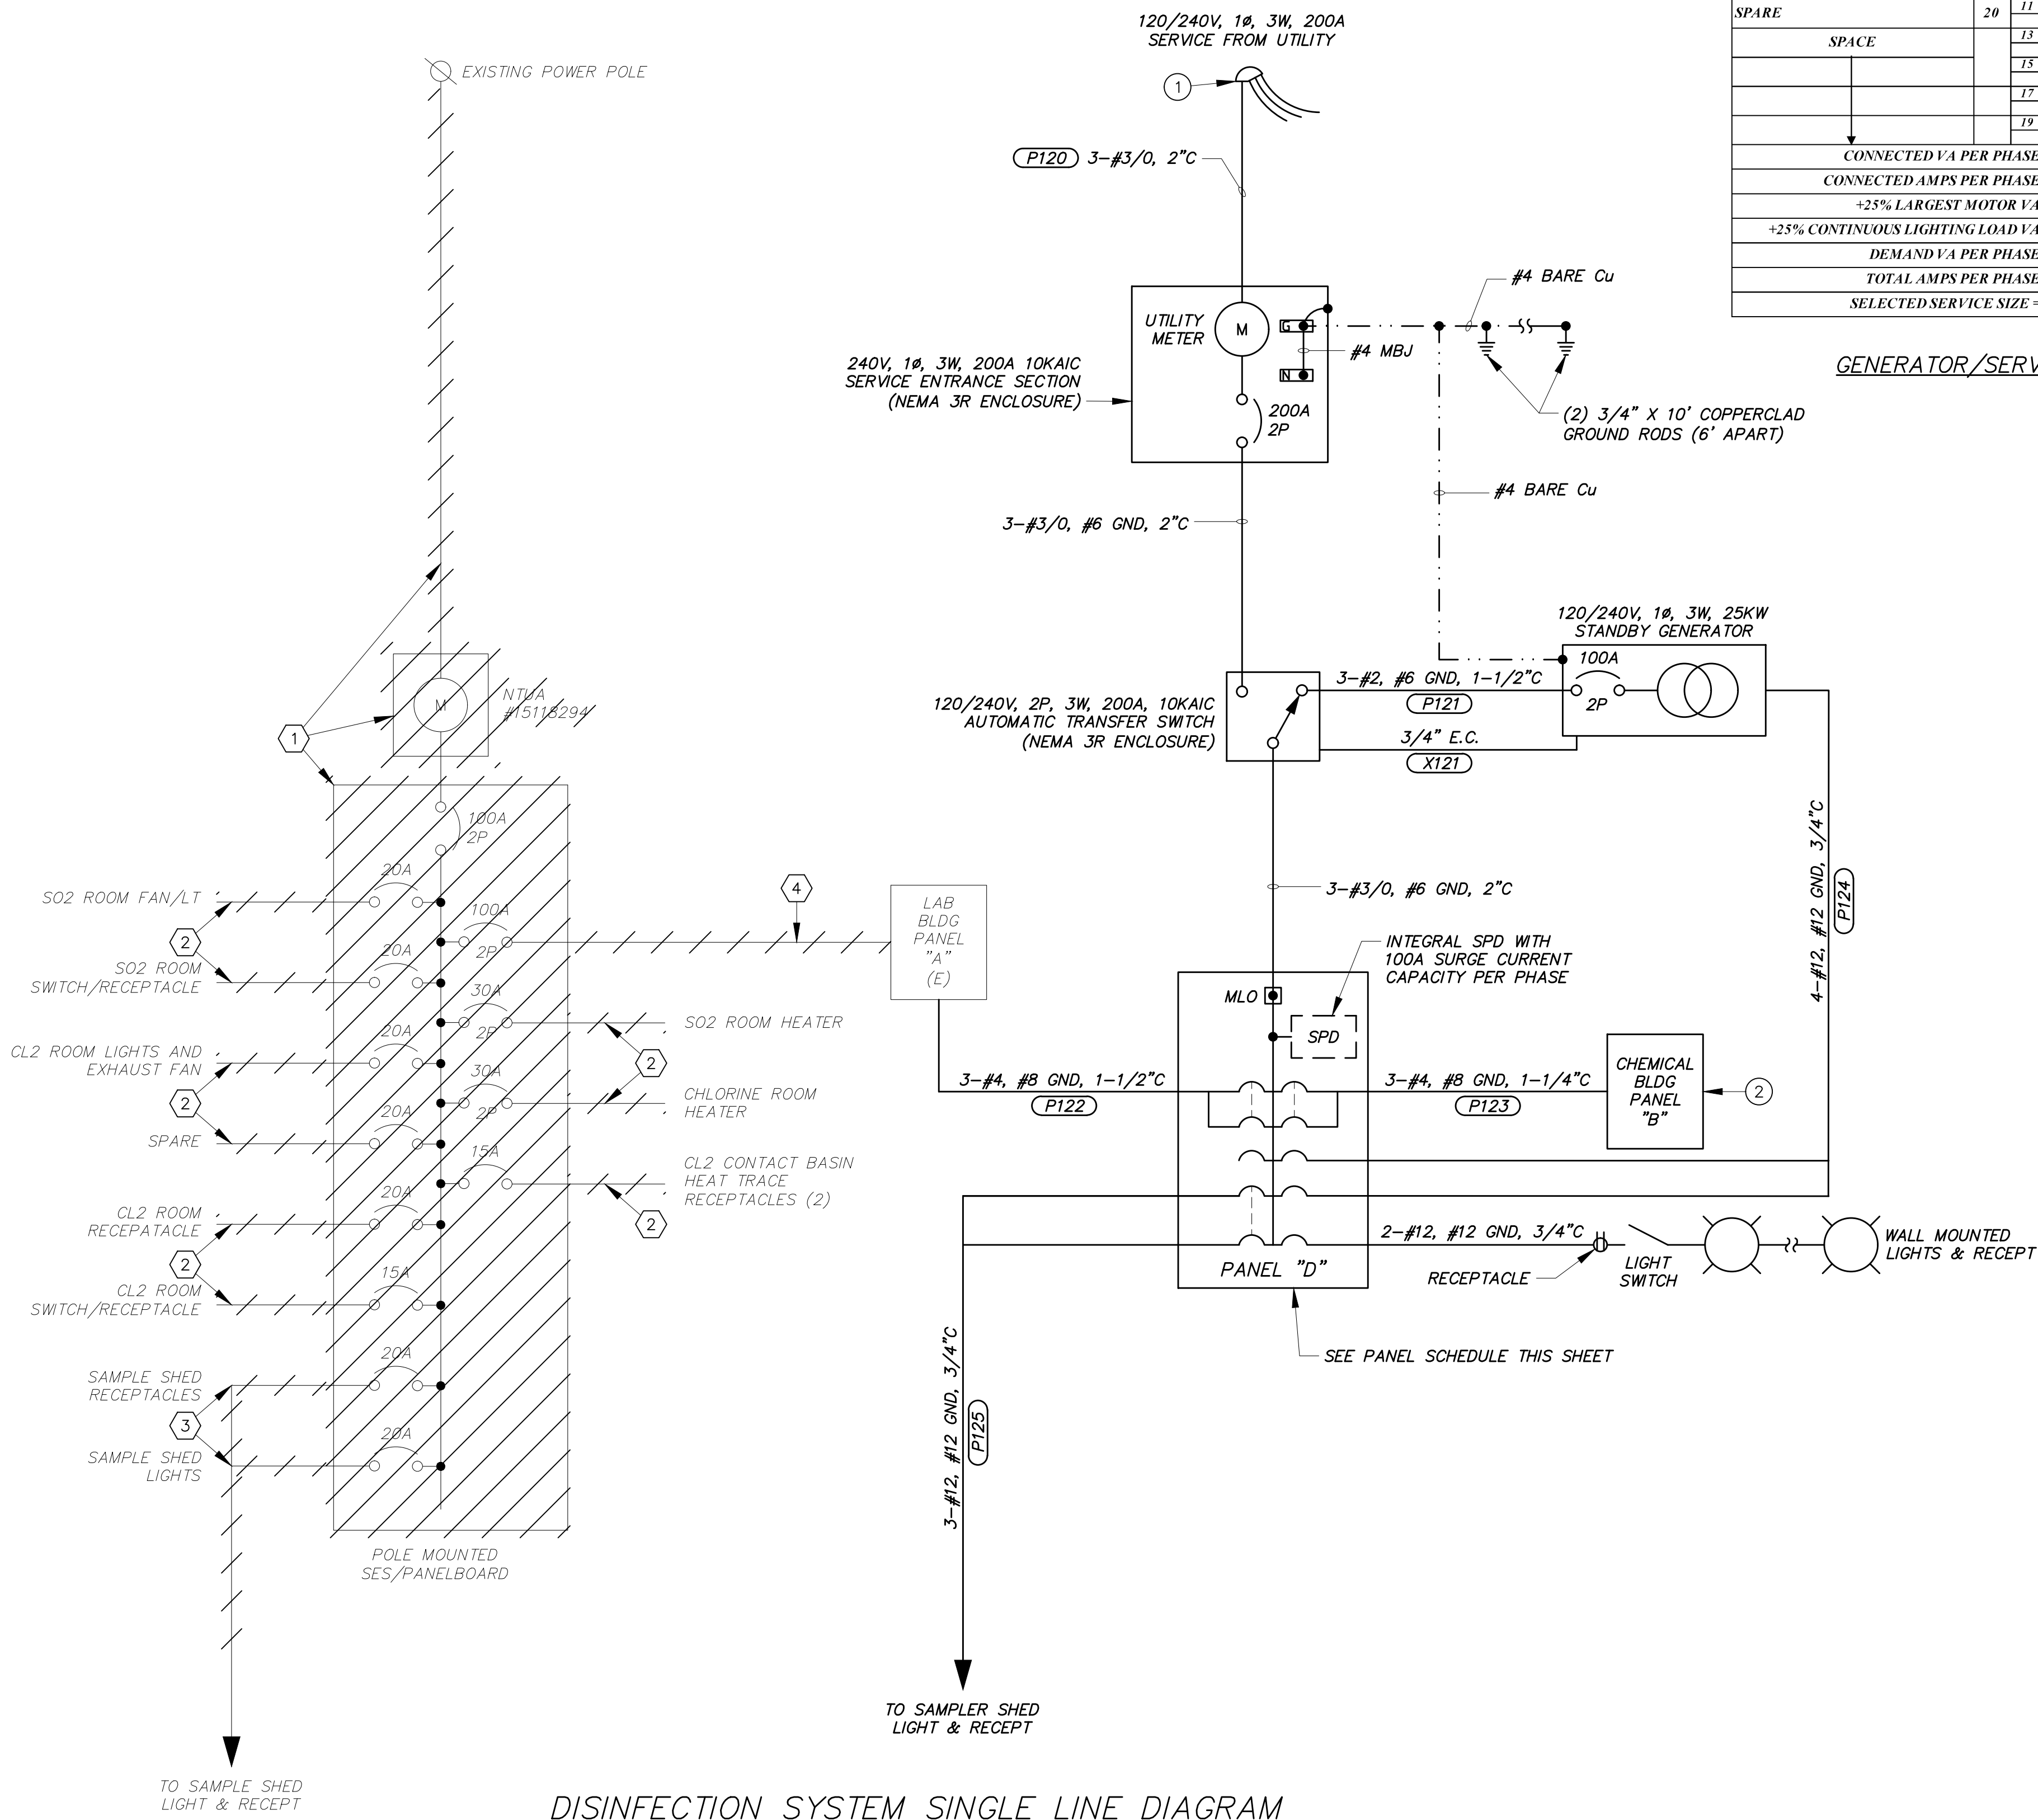 120/240V, 1ø, 3W, 200A
SERVICE FROM UTILITY
EXISTING POWER POLE
1
P120 3-#3/0, 2"C
SPARE 20 11
SPACE 13
15
17
19
CONNECTED VA PER PHASE
CONNECTED AMPS PER PHASE
+25% LARGEST MOTOR VA
+25% CONTINUOUS LIGHTING LOAD VA
DEMAND VA PER PHASE
TOTAL AMPS PER PHASE
SELECTED SERVICE SIZE =
GENERATOR/SERV
#4 BARE Cu
UTILITY
METER
M
G
#4 MBJ
N
240V, 1ø, 3W, 200A 10KAIC
SERVICE ENTRANCE SECTION
(NEMA 3R ENCLOSURE)
200A
2P
(2) 3/4" X 10' COPPERCLAD
GROUND RODS (6' APART)
#4 BARE Cu
3-#3/0, #6 GND, 2"C
120/240V, 1ø, 3W, 25KW
STANDBY GENERATOR
100A
2P
3-#2, #6 GND, 1-1/2"C
P121
3/4" E.C.
X121
120/240V, 2P, 3W, 200A, 10KAIC
AUTOMATIC TRANSFER SWITCH
(NEMA 3R ENCLOSURE)
NTUA
#15118294
M
1
100A
2P
20A
SO2 ROOM FAN/LT
2
100A
2P
20A
SO2 ROOM
SWITCH/RECEPTACLE
30A
2P
SO2 ROOM HEATER
20A
CL2 ROOM LIGHTS AND
EXHAUST FAN
2
2
30A
2P
CHLORINE ROOM
HEATER
20A
SPARE
15A
CL2 CONTACT BASIN
HEAT TRACE
RECEPTACLES (2)
2
20A
CL2 ROOM
RECEPATACLE
2
15A
CL2 ROOM
SWITCH/RECEPTACLE
20A
SAMPLE SHED
RECEPTACLES
3
20A
SAMPLE SHED
LIGHTS
POLE MOUNTED
SES/PANELBOARD
TO SAMPLE SHED
LIGHT & RECEPT
4
LAB
BLDG
PANEL
"A"
(E)
3-#3/0, #6 GND, 2"C
INTEGRAL SPD WITH
100A SURGE CURRENT
CAPACITY PER PHASE
MLO
SPD
3-#4, #8 GND, 1-1/2"C
P122
3-#4, #8 GND, 1-1/4"C
P123
CHEMICAL
BLDG
PANEL
"B"
2
4-#12, #12 GND, 3/4"C
P124
2-#12, #12 GND, 3/4"C
RECEPTACLE
LIGHT
SWITCH
WALL MOUNTED
LIGHTS & RECEPT
PANEL "D"
SEE PANEL SCHEDULE THIS SHEET
3-#12, #12 GND, 3/4"C
P125
TO SAMPLER SHED
LIGHT & RECEPT
DISINFECTION SYSTEM SINGLE LINE DIAGRAM